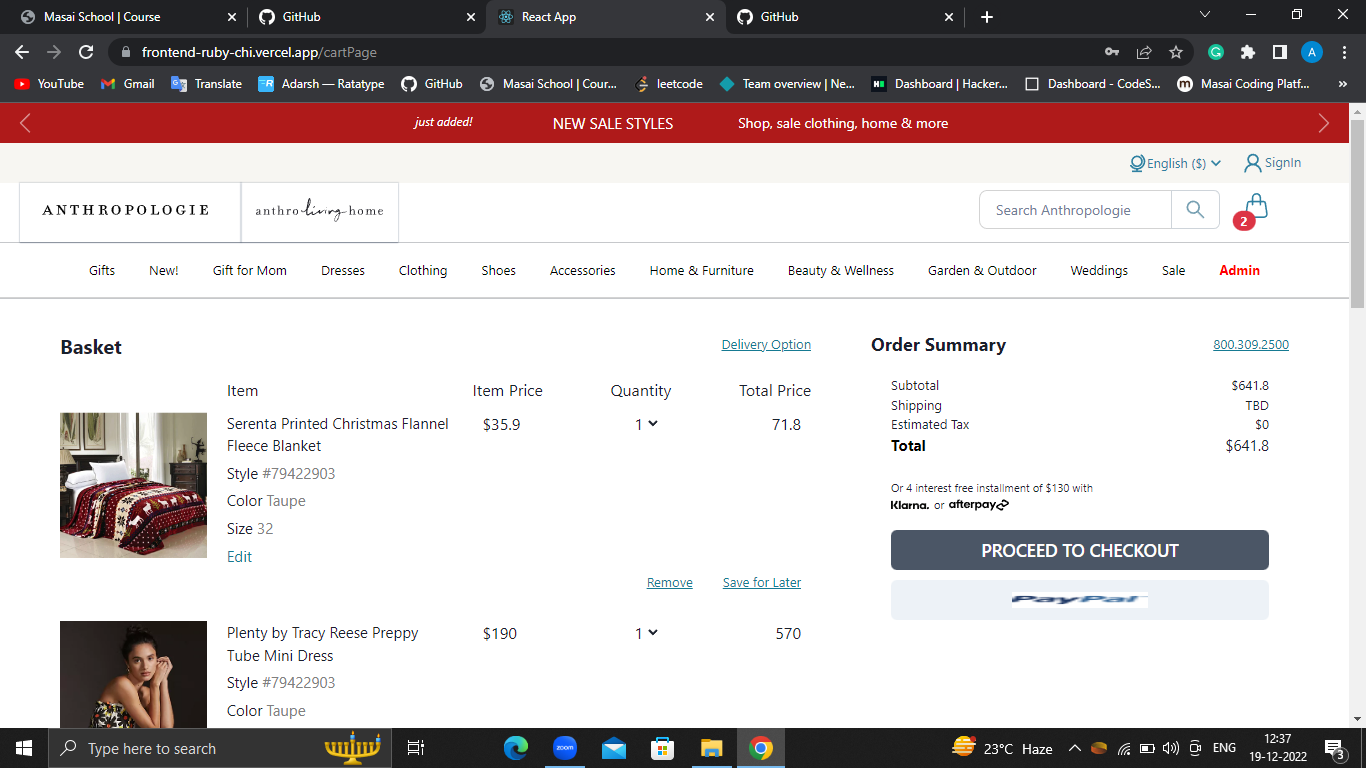 Masai School | Course
GitHub
React App
GitHub
frontend-ruby-chi.vercel.app/cartPage
A
YouTube
Gmail
Translate
Adarsh — Ratatype
GitHub
Masai School | Cour...
leetcode
Team overview | Ne...
Dashboard | Hacker...
Dashboard - CodeS...
Masai Coding Platf...
just added! NEW SALE STYLES Shop, sale clothing, home & more
English ($) SignIn
ANTHROPOLOGIE
anthro living home
Search Anthropologie
2
Gifts New! Gift for Mom Dresses Clothing Shoes Accessories Home & Furniture Beauty & Wellness Garden & Outdoor Weddings Sale Admin
Basket
Delivery Option
Item Item Price Quantity Total Price
Serenta Printed Christmas Flannel $35.9 1 71.8
Fleece Blanket
Style #79422903
Color Taupe
Size 32
Edit
Remove Save for Later
Plenty by Tracy Reese Preppy $190 1 570
Tube Mini Dress
Style #79422903
Color Taupe
Order Summary 800.309.2500
Subtotal $641.8
Shipping TBD
Estimated Tax $0
Total $641.8
Or 4 interest free installment of $130 with
Klarna. or afterpay
PROCEED TO CHECKOUT
PayPal
Type here to search
zoom
23°C Haze
ENG
12:37
19-12-2022
3